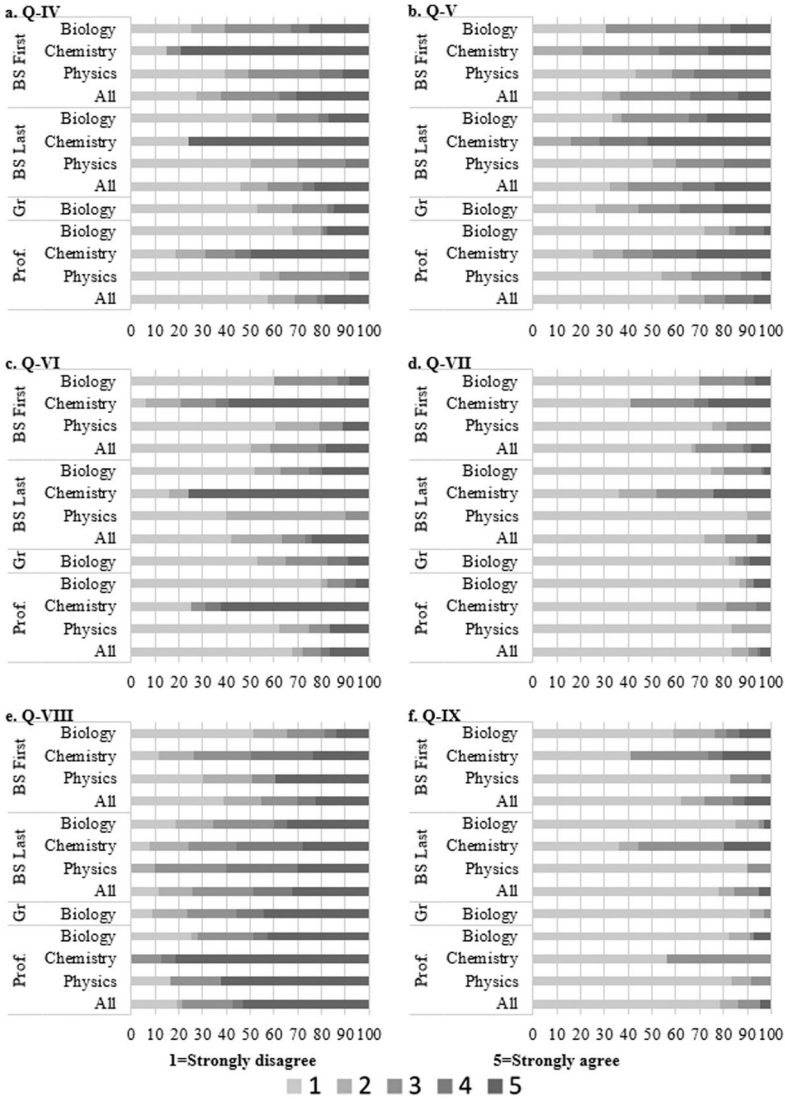 a. Q-IV
BS First
Biology
Chemistry
Physics
All
BS Last
Biology
Chemistry
Physics
All
Gr
Biology
Prof.
Biology
Chemistry
Physics
All
0 10 20 30 40 50 60 70 80 90 100
b. Q-V
BS First
Biology
Chemistry
Physics
All
BS Last
Biology
Chemistry
Physics
All
Gr
Biology
Prof.
Biology
Chemistry
Physics
All
0 10 20 30 40 50 60 70 80 90 100
c. Q-VI
BS First
Biology
Chemistry
Physics
All
BS Last
Biology
Chemistry
Physics
All
Gr
Biology
Prof.
Biology
Chemistry
Physics
All
0 10 20 30 40 50 60 70 80 90 100
d. Q-VII
BS First
Biology
Chemistry
Physics
All
BS Last
Biology
Chemistry
Physics
All
Gr
Biology
Prof.
Biology
Chemistry
Physics
All
0 10 20 30 40 50 60 70 80 90 100
e. Q-VIII
BS First
Biology
Chemistry
Physics
All
BS Last
Biology
Chemistry
Physics
All
Gr
Biology
Prof.
Biology
Chemistry
Physics
All
0 10 20 30 40 50 60 70 80 90 100
f. Q-IX
BS First
Biology
Chemistry
Physics
All
BS Last
Biology
Chemistry
Physics
All
Gr
Biology
Prof.
Biology
Chemistry
Physics
All
0 10 20 30 40 50 60 70 80 90 100
1=Strongly disagree 5=Strongly agree
1 2 3 4 5